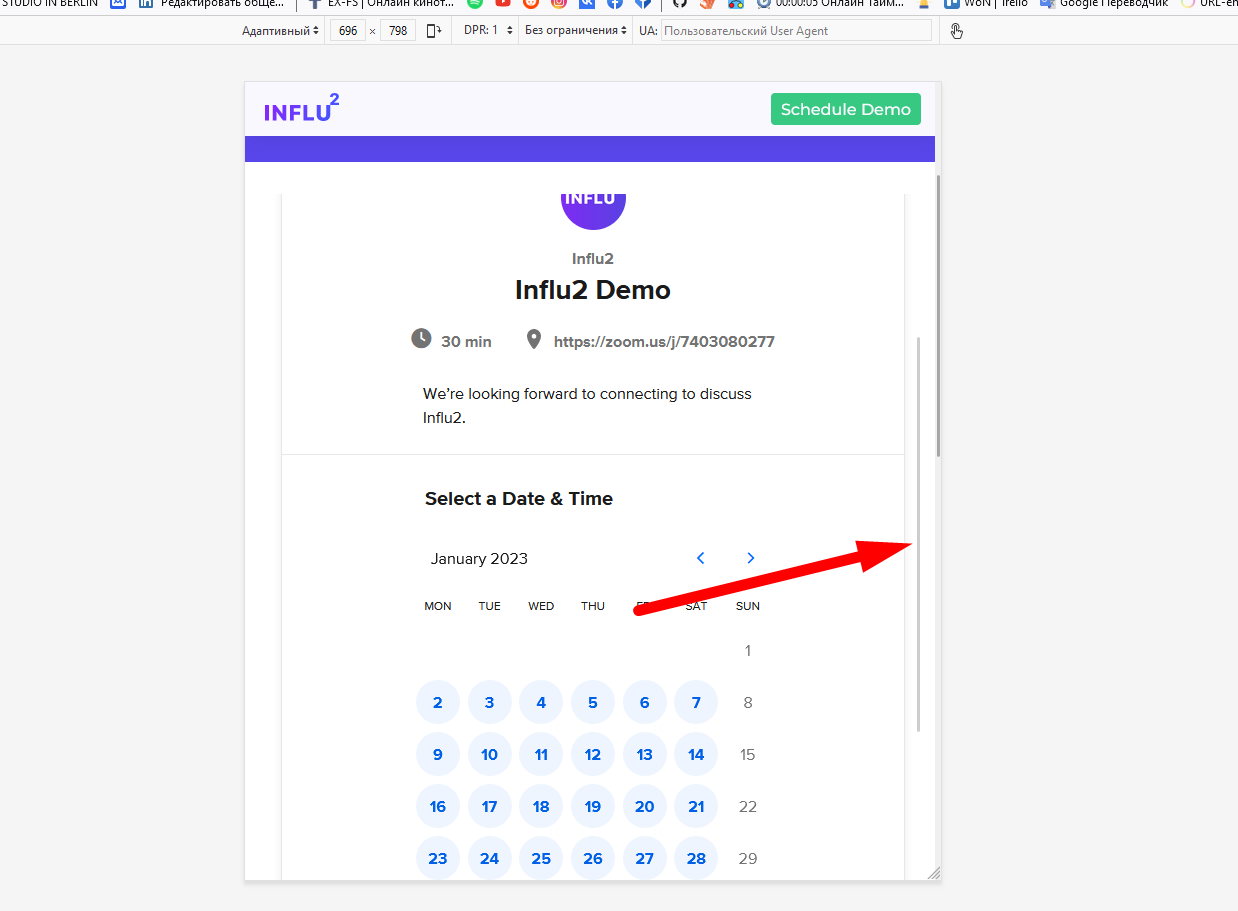 STUDIO IN BERLIN
Редактировать обще...
EX-FS | Онлайн кинот...
00:00:05 Онлайн Тайм...
WoN | Trello
Google Переводчик
URL-en
Адаптивный
696 × 798
DPR: 1
Без ограничения
UA: Пользовательский User Agent
INFLU2
Schedule Demo
INFLU
Influ2
Influ2 Demo
30 min
https://zoom.us/j/7403080277
We’re looking forward to connecting to discuss
Influ2.
Select a Date & Time
January 2023
MON TUE WED THU SAT SUN
1
2 3 4 5 6 7 8
9 10 11 12 13 14 15
16 17 18 19 20 21 22
23 24 25 26 27 28 29